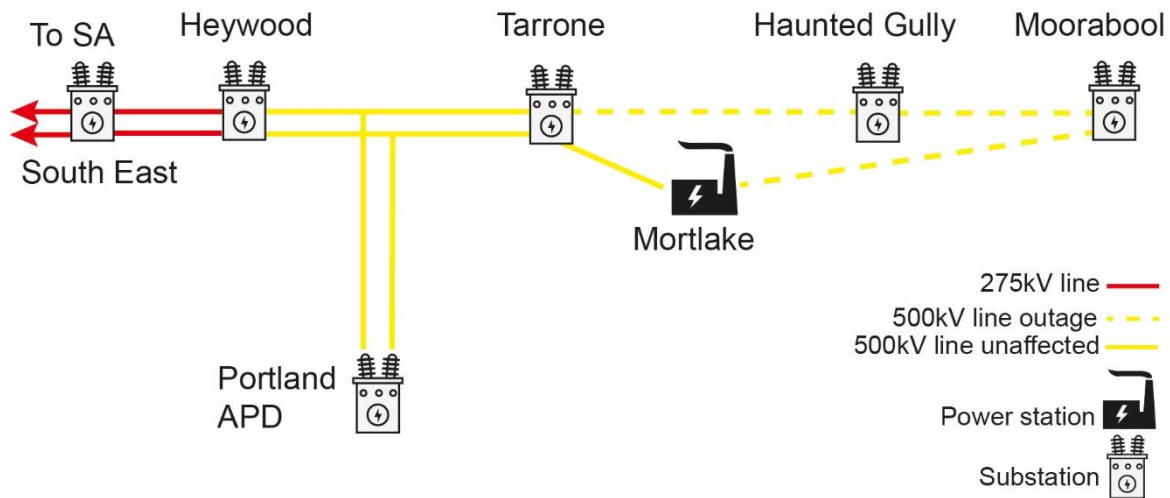 To SA
Heywood
Tarrone
Haunted Gully
Moorabool
South East
Mortlake
Portland
APD
275kV line
500kV line outage
500kV line unaffected
Power station
Substation